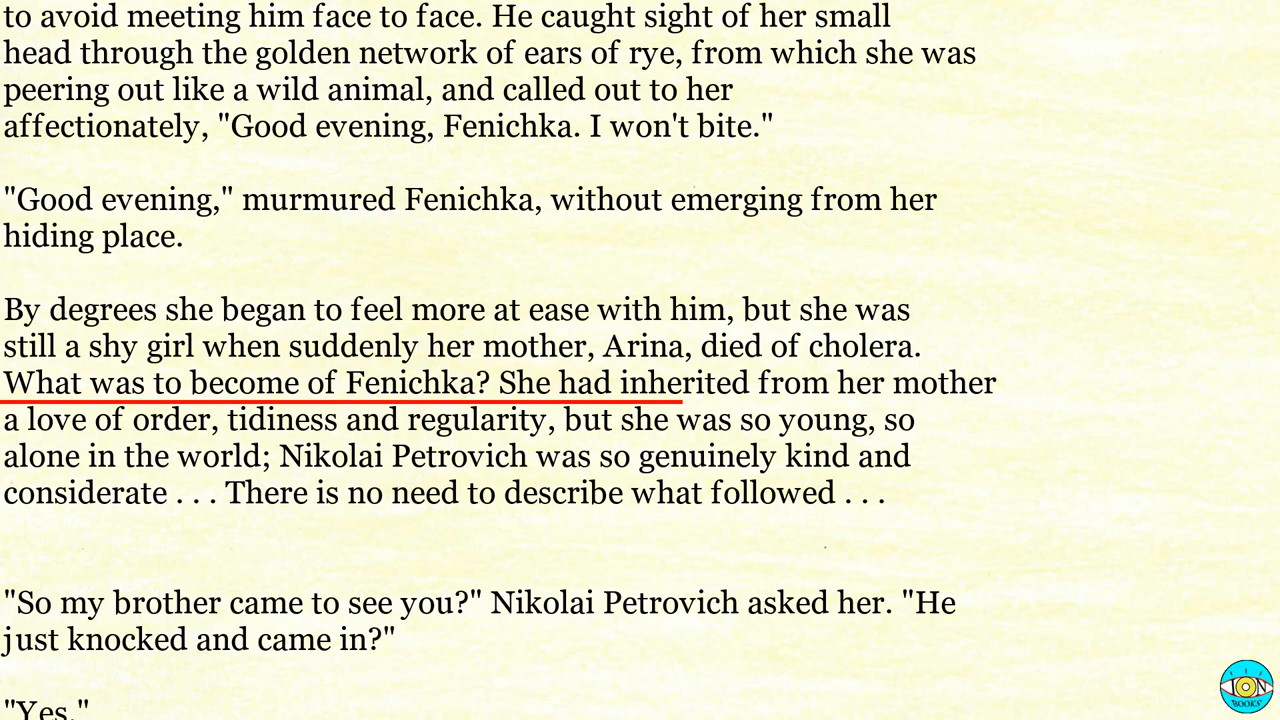 to avoid meeting him face to face. He caught sight of her small
head through the golden network of ears of rye, from which she was
peering out like a wild animal, and called out to her
affectionately, "Good evening, Fenichka. I won't bite."
"Good evening," murmured Fenichka, without emerging from her
hiding place.
By degrees she began to feel more at ease with him, but she was
still a shy girl when suddenly her mother, Arina, died of cholera.
What was to become of Fenichka? She had inherited from her mother
a love of order, tidiness and regularity, but she was so young, so
alone in the world; Nikolai Petrovich was so genuinely kind and
considerate . . . There is no need to describe what followed . . .
"So my brother came to see you?" Nikolai Petrovich asked her. "He
just knocked and came in?"
"Yes."
ION
BOOKS